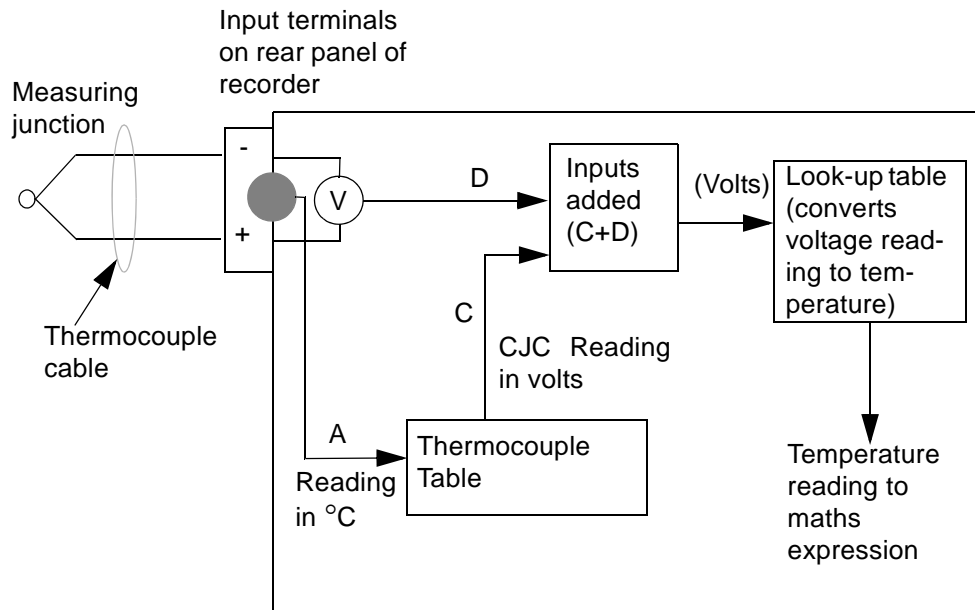 Input terminals
on rear panel of
recorder
Measuring
junction
-
+
V
D
Inputs
added
(C+D)
(Volts)
Look-up table
(converts
voltage read-
ing to tem-
perature)
Thermocouple
cable
C
CJC Reading
in volts
A
Reading
in °C
Thermocouple
Table
Temperature
reading to
maths
expression